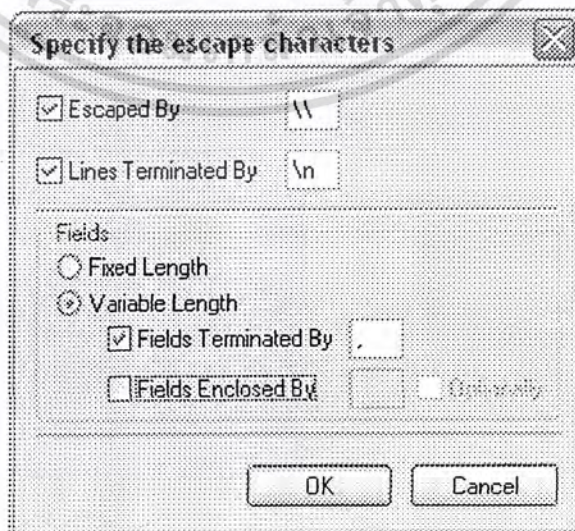 Specify the escape characters
Escaped By \\
Lines Terminated By \n
Fields
Fixed Length
Variable Length
Fields Terminated By ,
Fields Enclosed By Optionally
OK Cancel